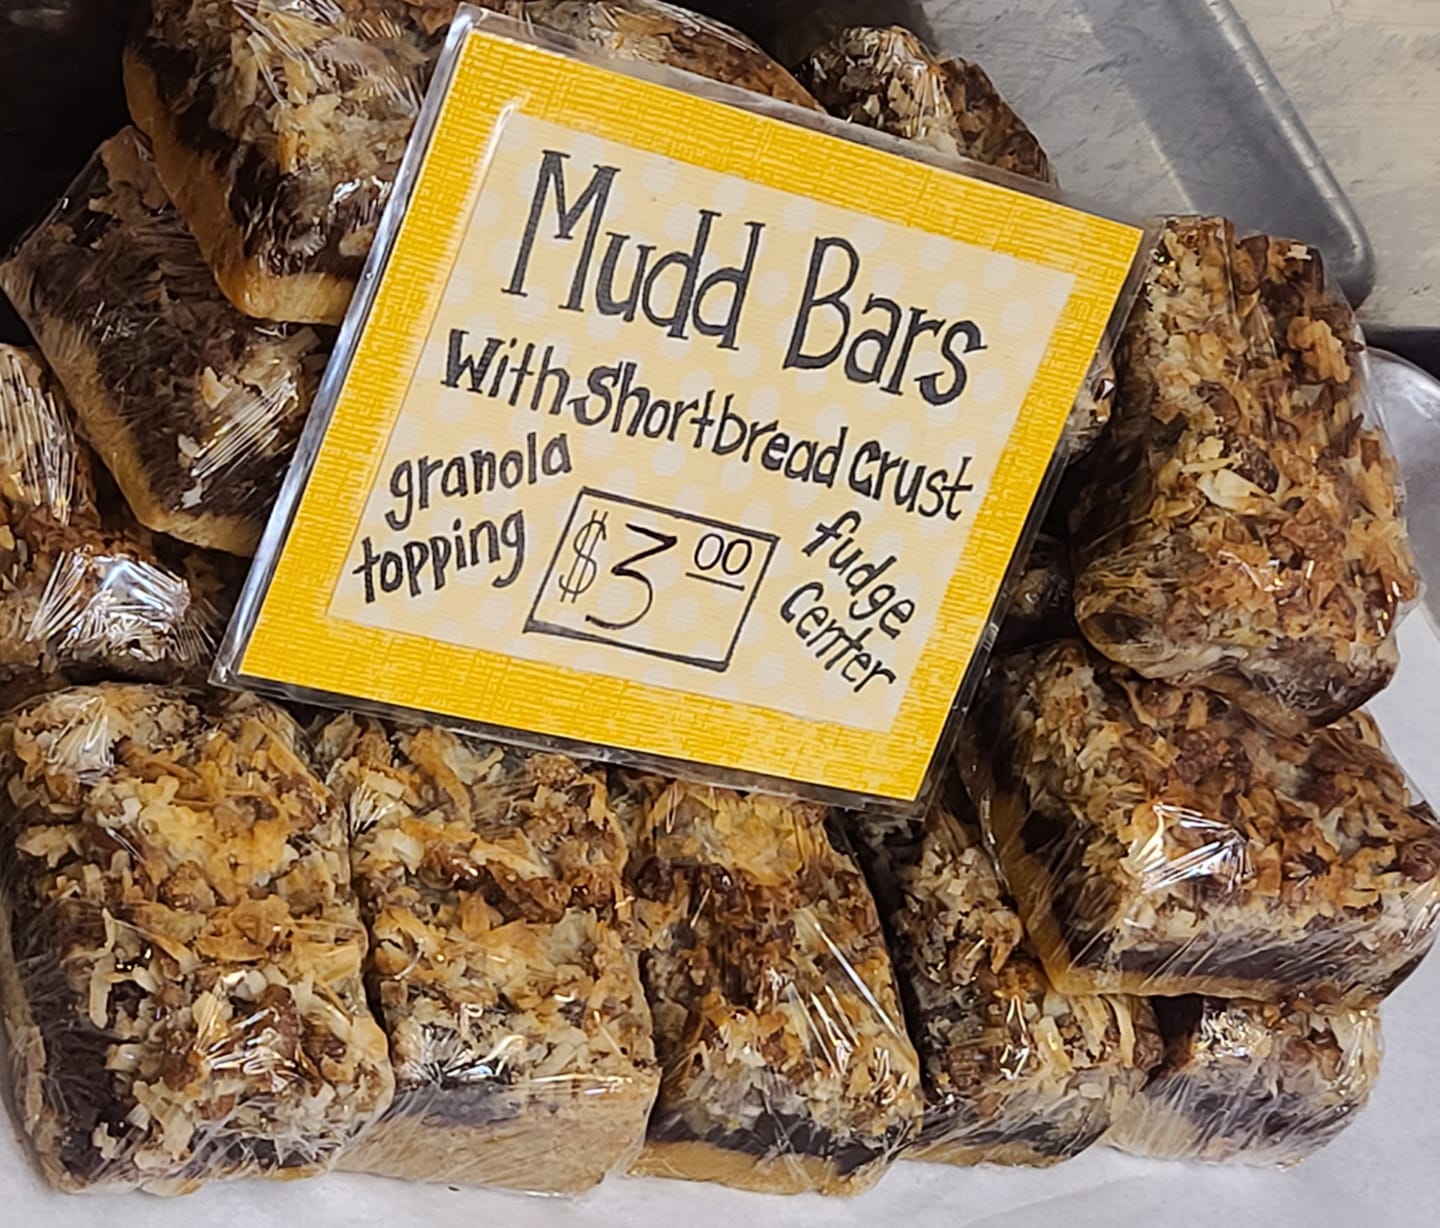 Mudd Bars
with shortbread crust
granola
topping
$3.00
fudge
center